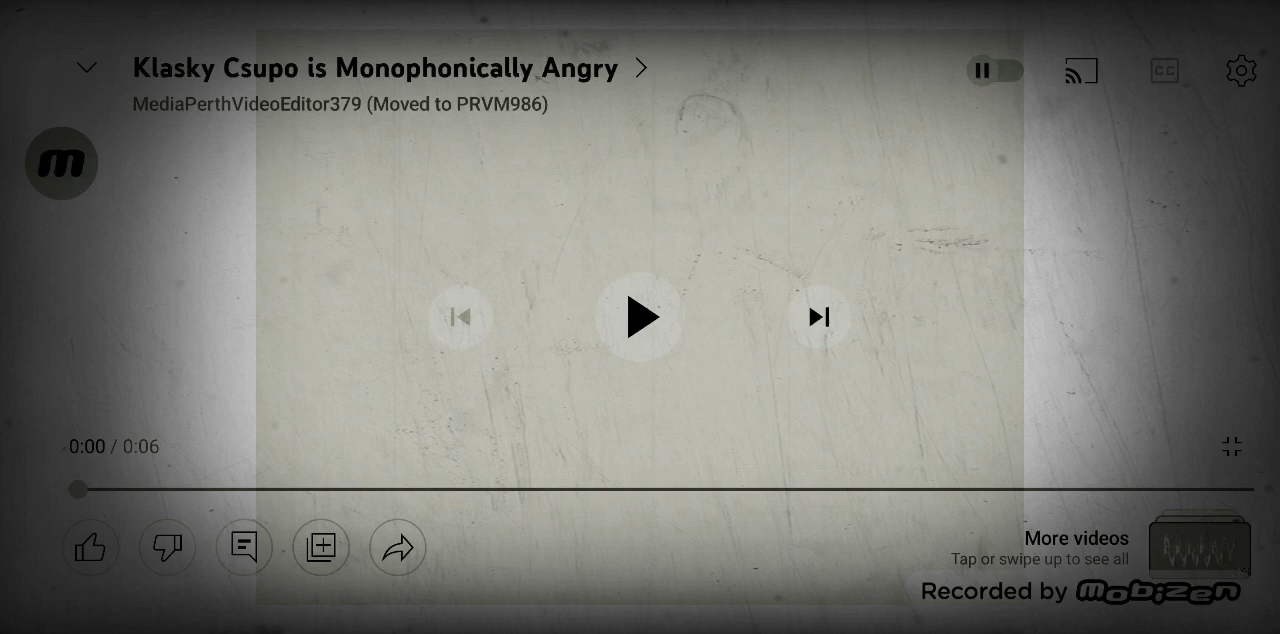 Klasky Csupo is Monophonically Angry
MediaPerthVideoEditor379 (Moved to PRVM986)
CC
m
0:00 / 0:06
More videos
Tap or swipe up to see all
Recorded by mobizen